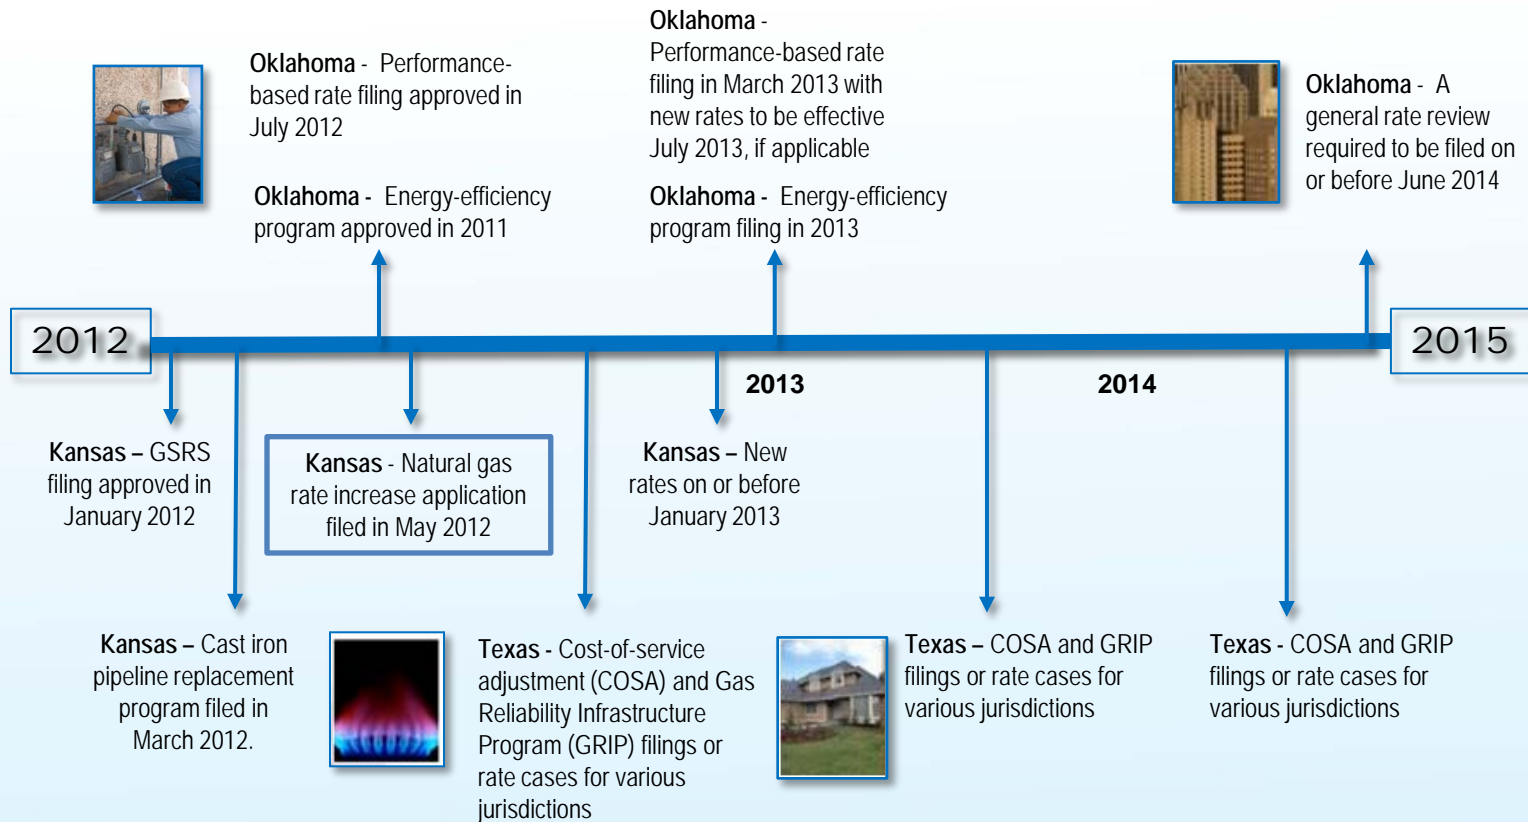 Oklahoma - Performance-
based rate filing approved in
July 2012
Oklahoma - Energy-efficiency
program approved in 2011
Oklahoma -
Performance-based rate
filing in March 2013 with
new rates to be effective
July 2013, if applicable
Oklahoma - Energy-efficiency
program filing in 2013
Oklahoma - A
general rate review
required to be filed on
or before June 2014
2012
2015
2013
2014
Kansas – GSRS
filing approved in
January 2012
Kansas - Natural gas
rate increase application
filed in May 2012
Kansas – New
rates on or before
January 2013
Kansas – Cast iron
pipeline replacement
program filed in
March 2012.
Texas - Cost-of-service
adjustment (COSA) and Gas
Reliability Infrastructure
Program (GRIP) filings or
rate cases for various
jurisdictions
Texas – COSA and GRIP
filings or rate cases for
various jurisdictions
Texas - COSA and GRIP
filings or rate cases for
various jurisdictions